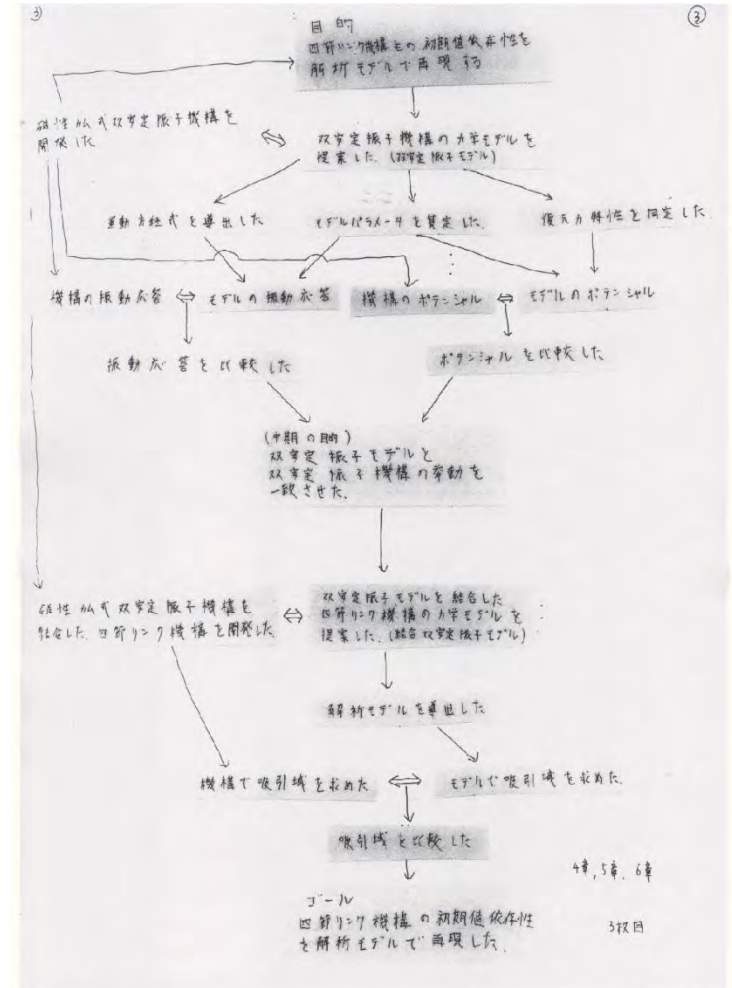 ③
③
目的
四節リンク機構との初期値依存性を
解析モデルで再現する
磁性カム式双安定振子機構を
開発した
双安定振子機構の力学モデルを
提案した.(双安定振子モデル)
運動方程式を導出した
モデルパラメータを算定した.
復元力特性を同定した.
機構の振動応答 ⇔ モデルの振動応答
機構のポテンシャル ⇔ モデルのポテンシャル
振動応答を比較した
ポテンシャルを比較した
(中期の目的)
双安定振子モデルと
双安定振子機構の挙動を
一致させた.
磁性カム式双安定振子機構を
結合した.四節リンク機構を開発した.
双安定振子モデルを結合した
四節リンク機構の力学モデルを
提案した.(結合双安定振子モデル)
解析モデルを導出した
機構で吸引域を求めた ⇔ モデルで吸引域を求めた.
吸引域を比較した
4章,5章.6章
ゴール
四節リンク機構の初期値依存性
を解析モデルで再現した.
3枚目